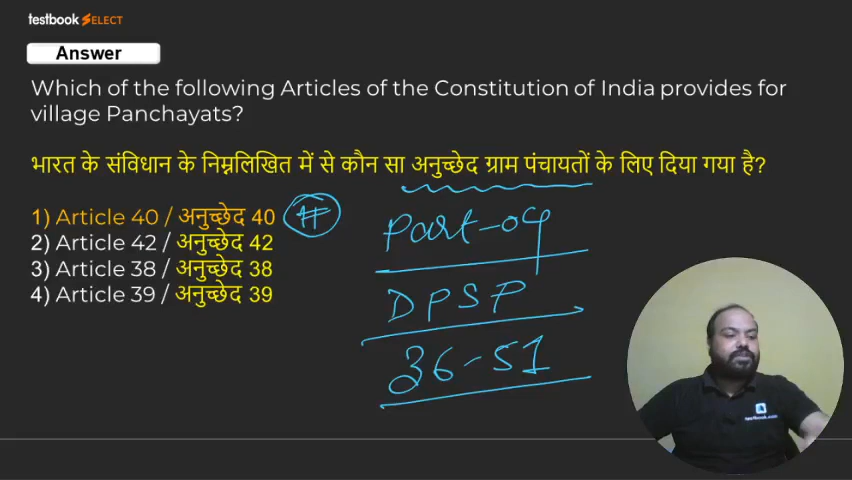 testbook SELECT
Answer
Which of the following Articles of the Constitution of India provides for
village Panchayats?
भारत के संविधान के निम्नलिखित में से कौन सा अनुच्छेद ग्राम पंचायतों के लिए दिया गया है?
1) Article 40 / अनुच्छेद 40
2) Article 42 / अनुच्छेद 42
3) Article 38 / अनुच्छेद 38
4) Article 39 / अनुच्छेद 39
Part-04
DPSP
36-51
testbook.com